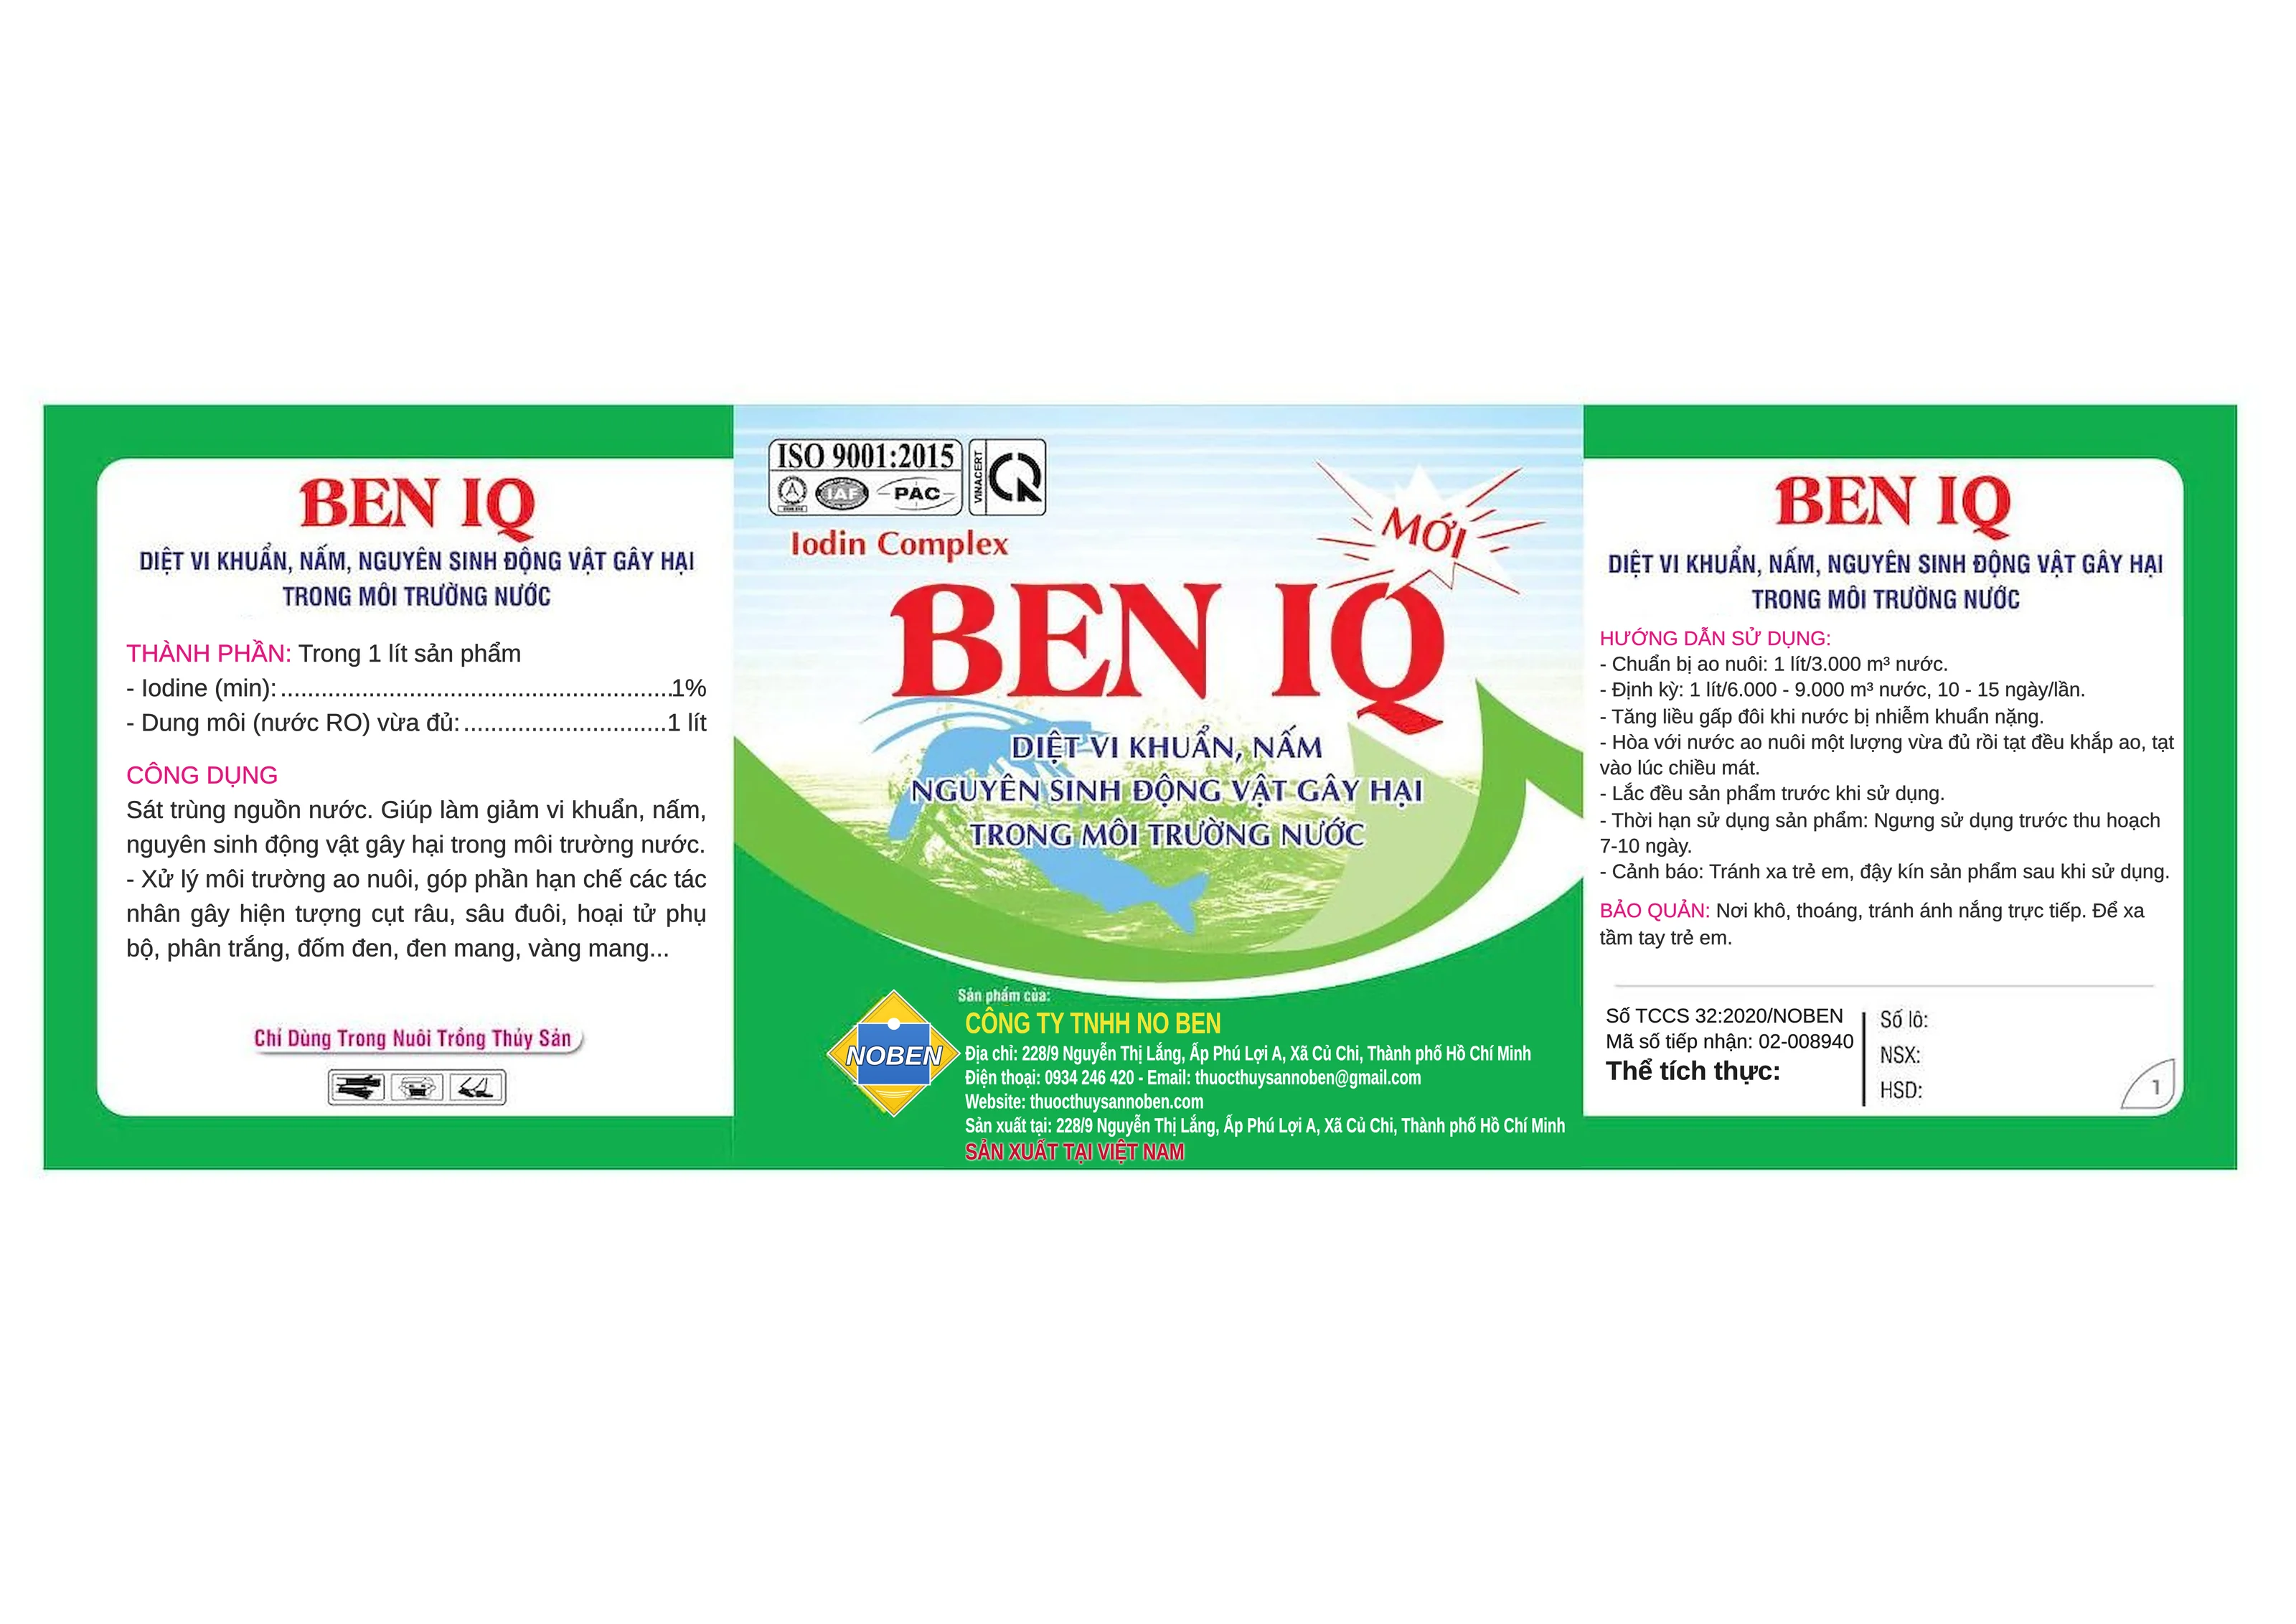 BEN IQ
DIỆT VI KHUẨN, NẤM, NGUYÊN SINH ĐỘNG VẬT GÂY HẠI
TRONG MÔI TRƯỜNG NƯỚC
THÀNH PHẦN: Trong 1 lít sản phẩm
- Iodine (min):..........................................................1%
- Dung môi (nước RO) vừa đủ:..............................1 lít
CÔNG DỤNG
Sát trùng nguồn nước. Giúp làm giảm vi khuẩn, nấm,
nguyên sinh động vật gây hại trong môi trường nước.
- Xử lý môi trường ao nuôi, góp phần hạn chế các tác
nhân gây hiện tượng cụt râu, sâu đuôi, hoại tử phụ
bộ, phân trắng, đốm đen, đen mang, vàng mang...
Chỉ Dùng Trong Nuôi Trồng Thủy Sản
ISO 9001:2015
IAF
PAC
VINACERT
Iodin Complex
MỚI
BEN IQ
DIỆT VI KHUẨN, NẤM
NGUYÊN SINH ĐỘNG VẬT GÂY HẠI
TRONG MÔI TRƯỜNG NƯỚC
Sản phẩm của:
NOBEN
CÔNG TY TNHH NO BEN
Địa chỉ: 228/9 Nguyễn Thị Lắng, Ấp Phú Lợi A, Xã Củ Chi, Thành phố Hồ Chí Minh
Điện thoại: 0934 246 420 - Email: thuocthuysannoben@gmail.com
Website: thuocthuysannoben.com
Sản xuất tại: 228/9 Nguyễn Thị Lắng, Ấp Phú Lợi A, Xã Củ Chi, Thành phố Hồ Chí Minh
SẢN XUẤT TẠI VIỆT NAM
BEN IQ
DIỆT VI KHUẨN, NẤM, NGUYÊN SINH ĐỘNG VẬT GÂY HẠI
TRONG MÔI TRƯỜNG NƯỚC
HƯỚNG DẪN SỬ DỤNG:
- Chuẩn bị ao nuôi: 1 lít/3.000 m³ nước.
- Định kỳ: 1 lít/6.000 - 9.000 m³ nước, 10 - 15 ngày/lần.
- Tăng liều gấp đôi khi nước bị nhiễm khuẩn nặng.
- Hòa với nước ao nuôi một lượng vừa đủ rồi tạt đều khắp ao, tạt
vào lúc chiều mát.
- Lắc đều sản phẩm trước khi sử dụng.
- Thời hạn sử dụng sản phẩm: Ngưng sử dụng trước thu hoạch
7-10 ngày.
- Cảnh báo: Tránh xa trẻ em, đậy kín sản phẩm sau khi sử dụng.
BẢO QUẢN: Nơi khô, thoáng, tránh ánh nắng trực tiếp. Để xa
tầm tay trẻ em.
Số TCCS 32:2020/NOBEN
Mã số tiếp nhận: 02-008940
Thể tích thực:
Số lô:
NSX:
HSD:
1